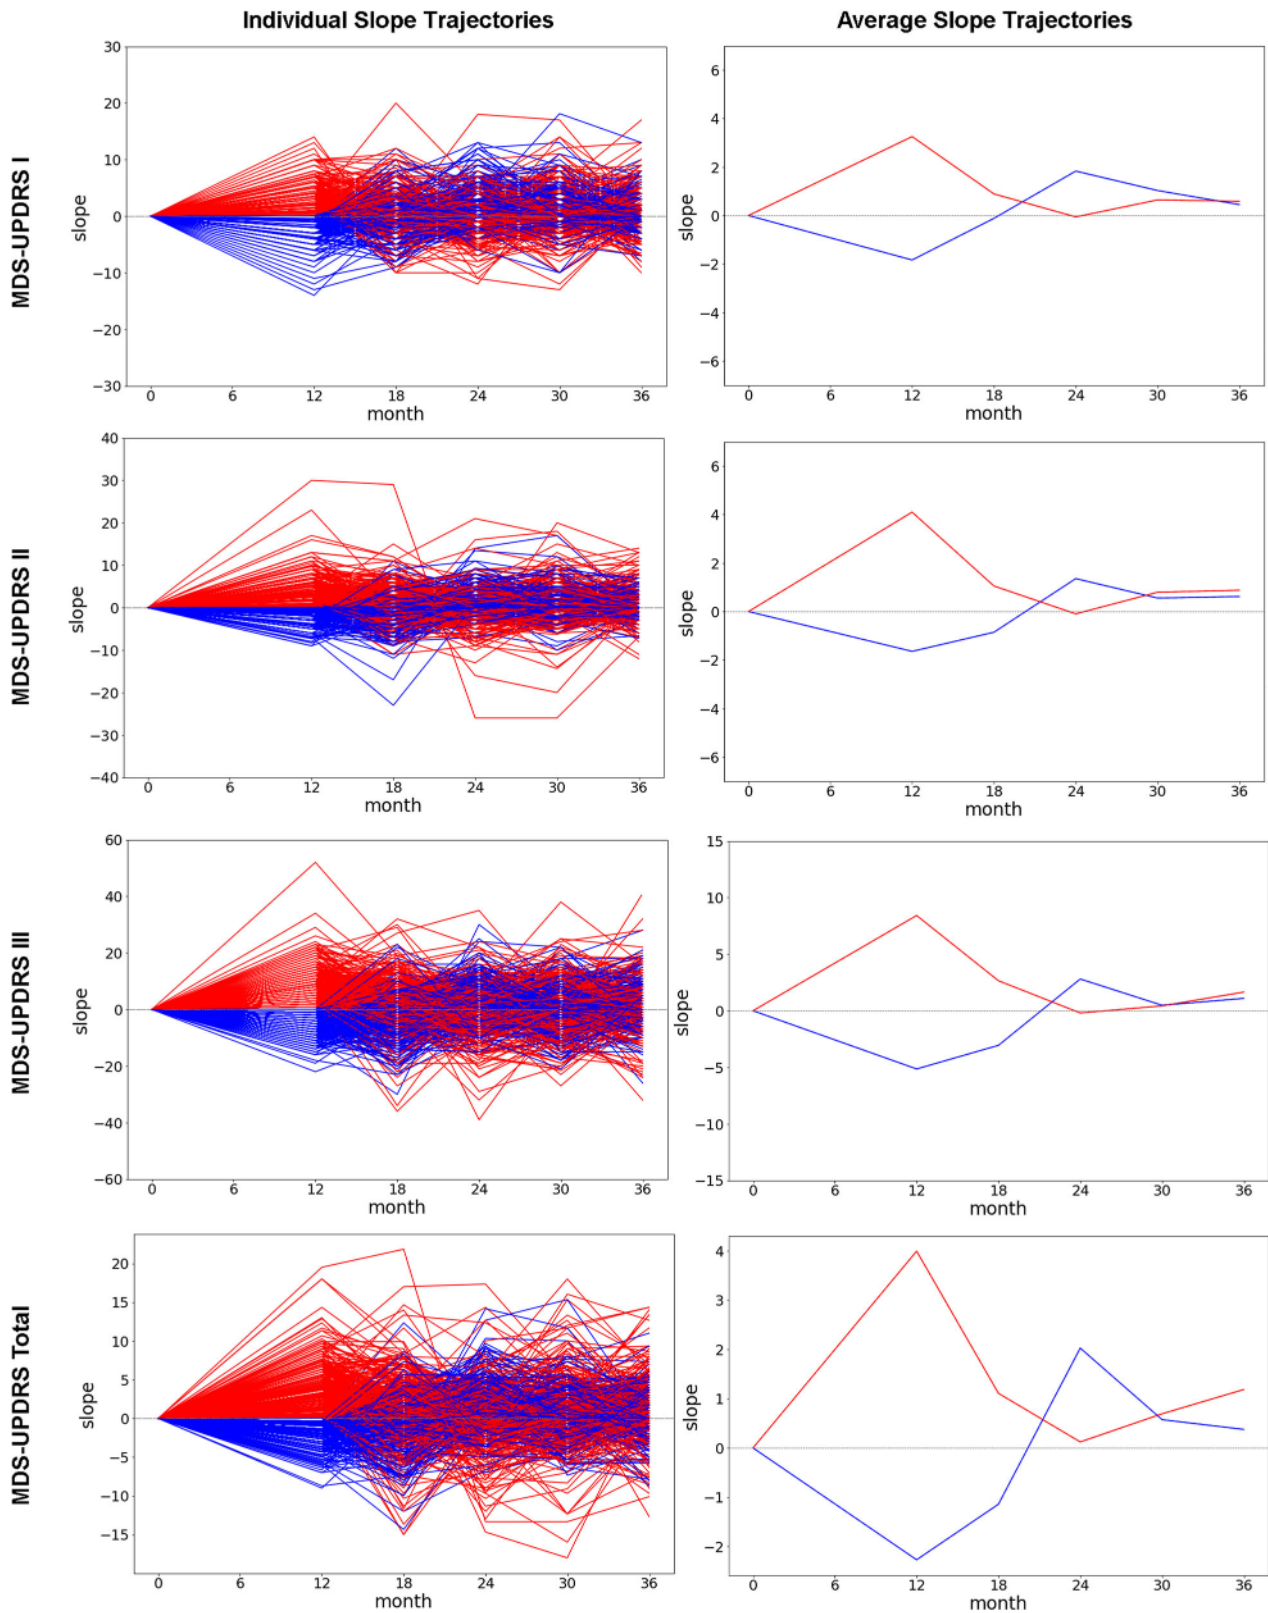 Individual Slope Trajectories
Average Slope Trajectories
MDS-UPDRS I
30
20
10
0
−10
−20
−30
slope
0 6 12 18 24 30 36
month
6
4
2
0
−2
−4
−6
slope
0 6 12 18 24 30 36
month
MDS-UPDRS II
40
30
20
10
0
−10
−20
−30
−40
slope
0 6 12 18 24 30 36
month
6
4
2
0
−2
−4
−6
slope
0 6 12 18 24 30 36
month
MDS-UPDRS III
60
40
20
0
−20
−40
−60
slope
0 6 12 18 24 30 36
month
15
10
5
0
−5
−10
−15
slope
0 6 12 18 24 30 36
month
MDS-UPDRS Total
20
15
10
5
0
−5
−10
−15
slope
0 6 12 18 24 30 36
month
4
3
2
1
0
−1
−2
slope
0 6 12 18 24 30 36
month